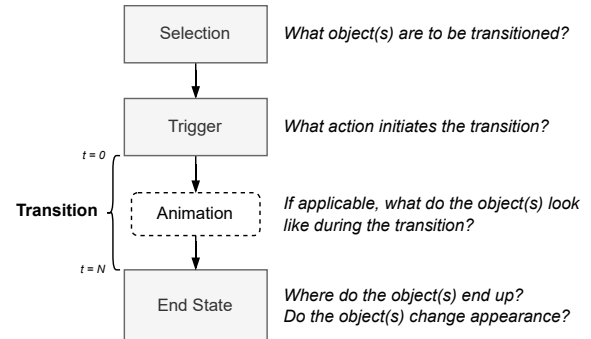 Selection
What object(s) are to be transitioned?
Trigger
What action initiates the transition?
t = 0
Transition
Animation
If applicable, what do the object(s) look
like during the transition?
t = N
End State
Where do the object(s) end up?
Do the object(s) change appearance?